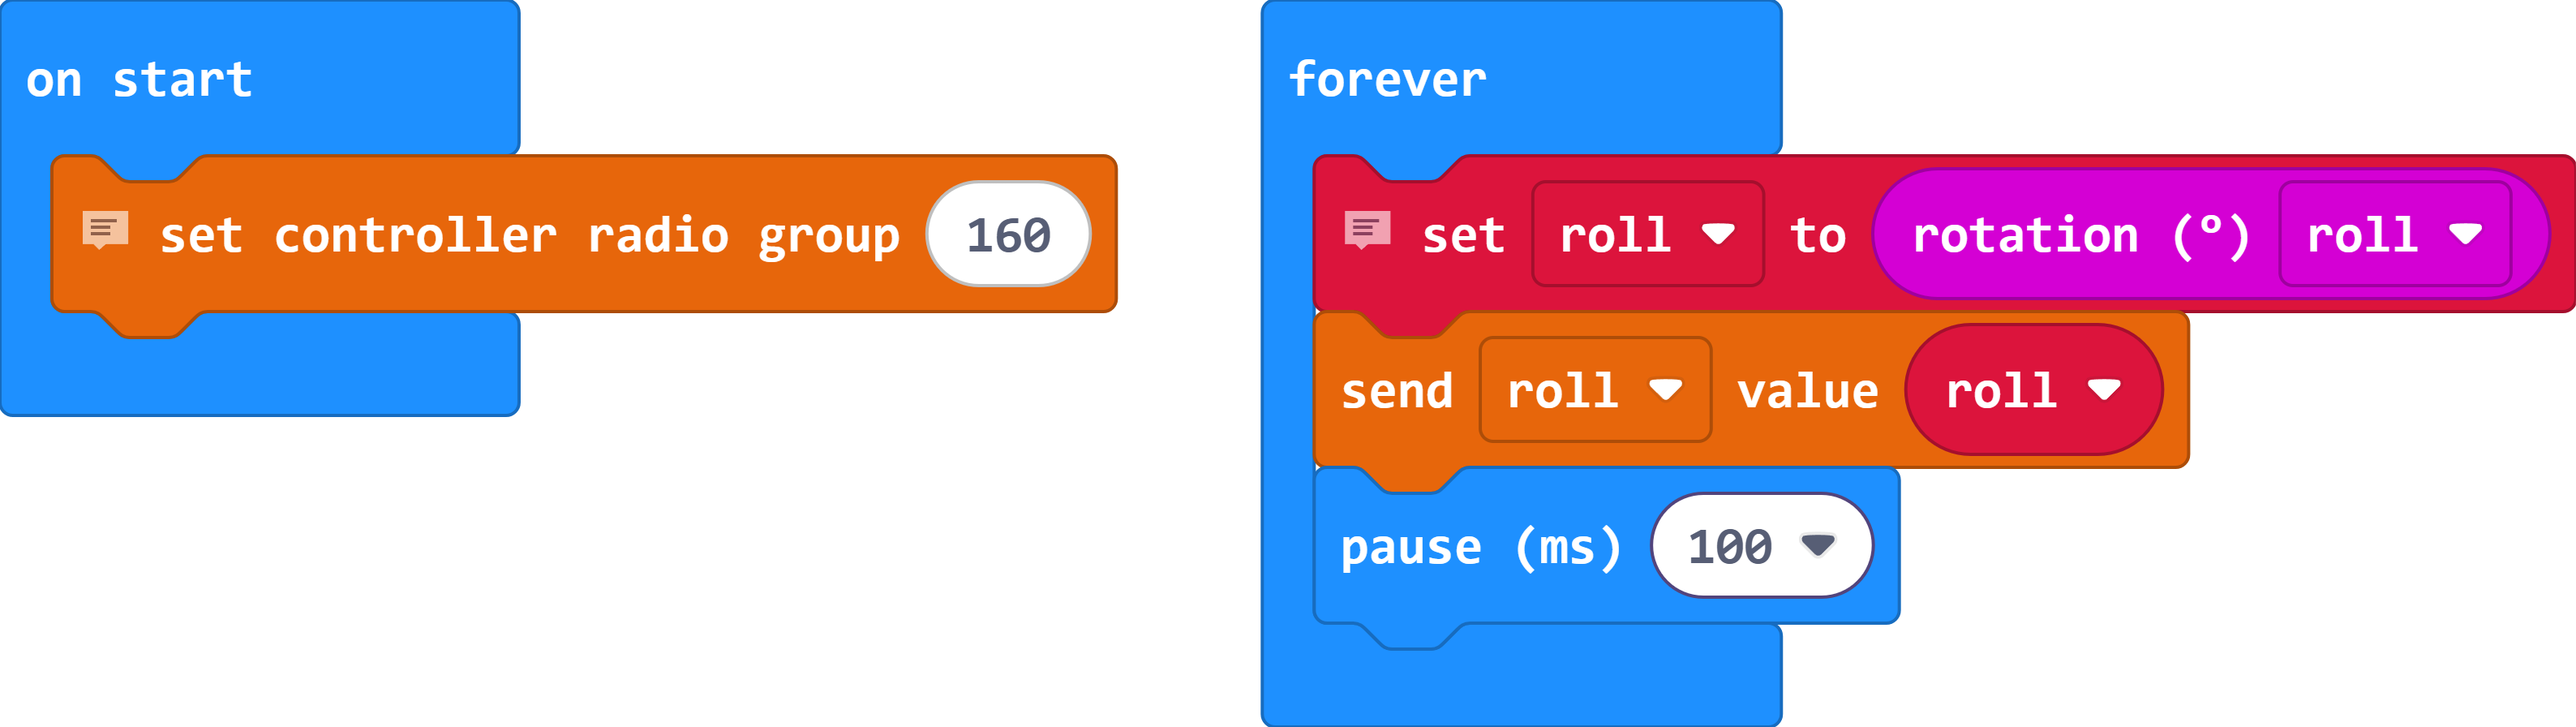 on start
set controller radio group 160
forever
set roll to rotation (°) roll
send roll value roll
pause (ms) 100